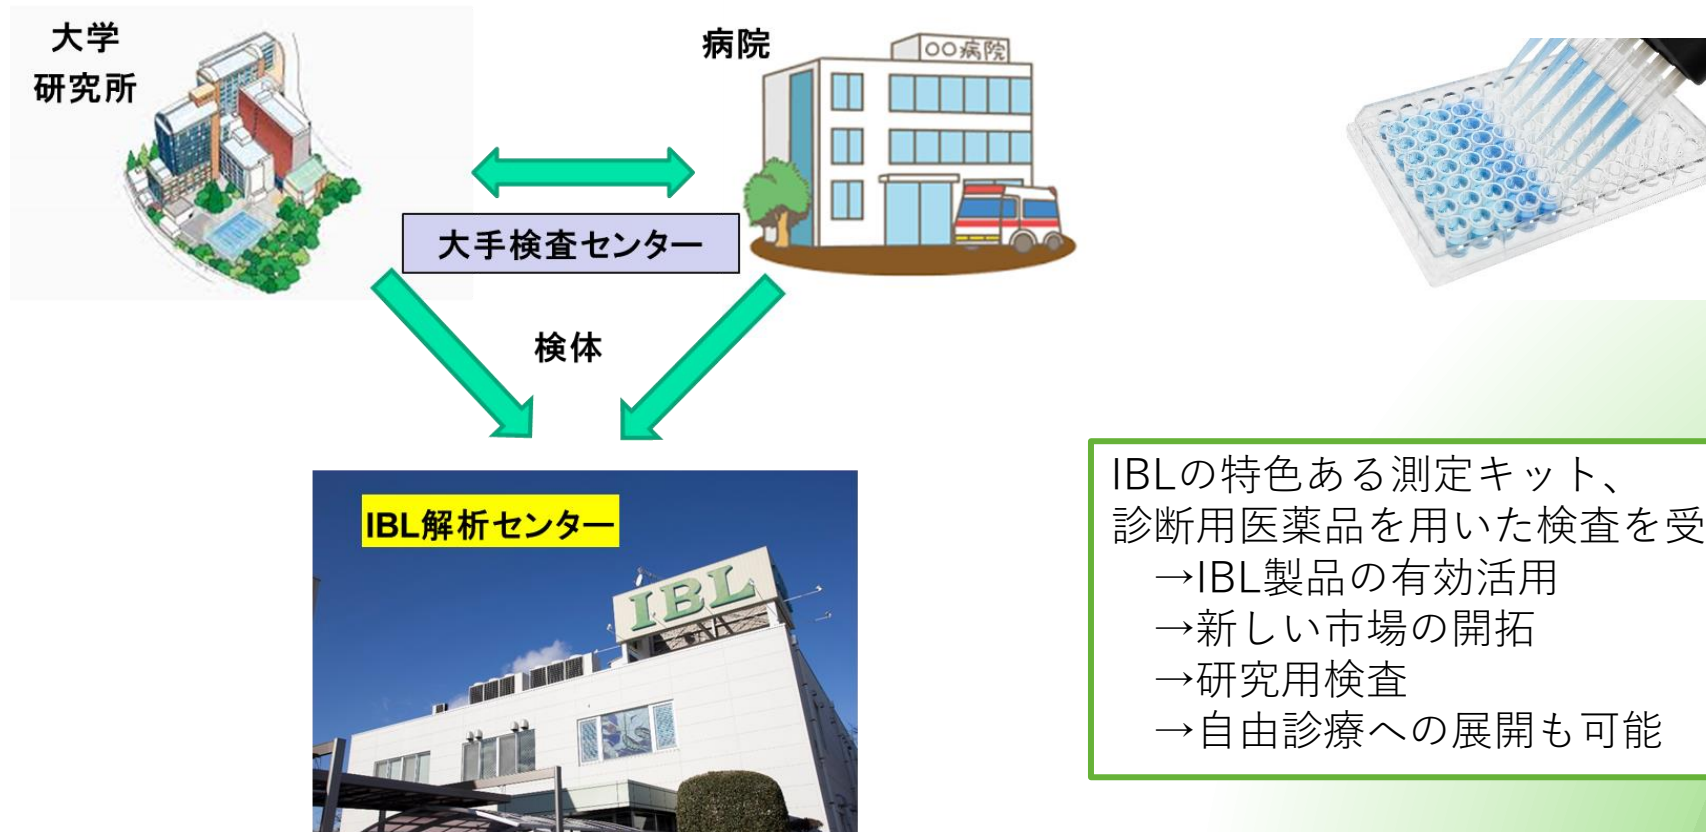 大学
研究所
病院
〇〇病院
大手検査センター
検体
IBL解析センター
IBL
IBLの特色ある測定キット、
診断用医薬品を用いた検査を受
→IBL製品の有効活用
→新しい市場の開拓
→研究用検査
→自由診療への展開も可能